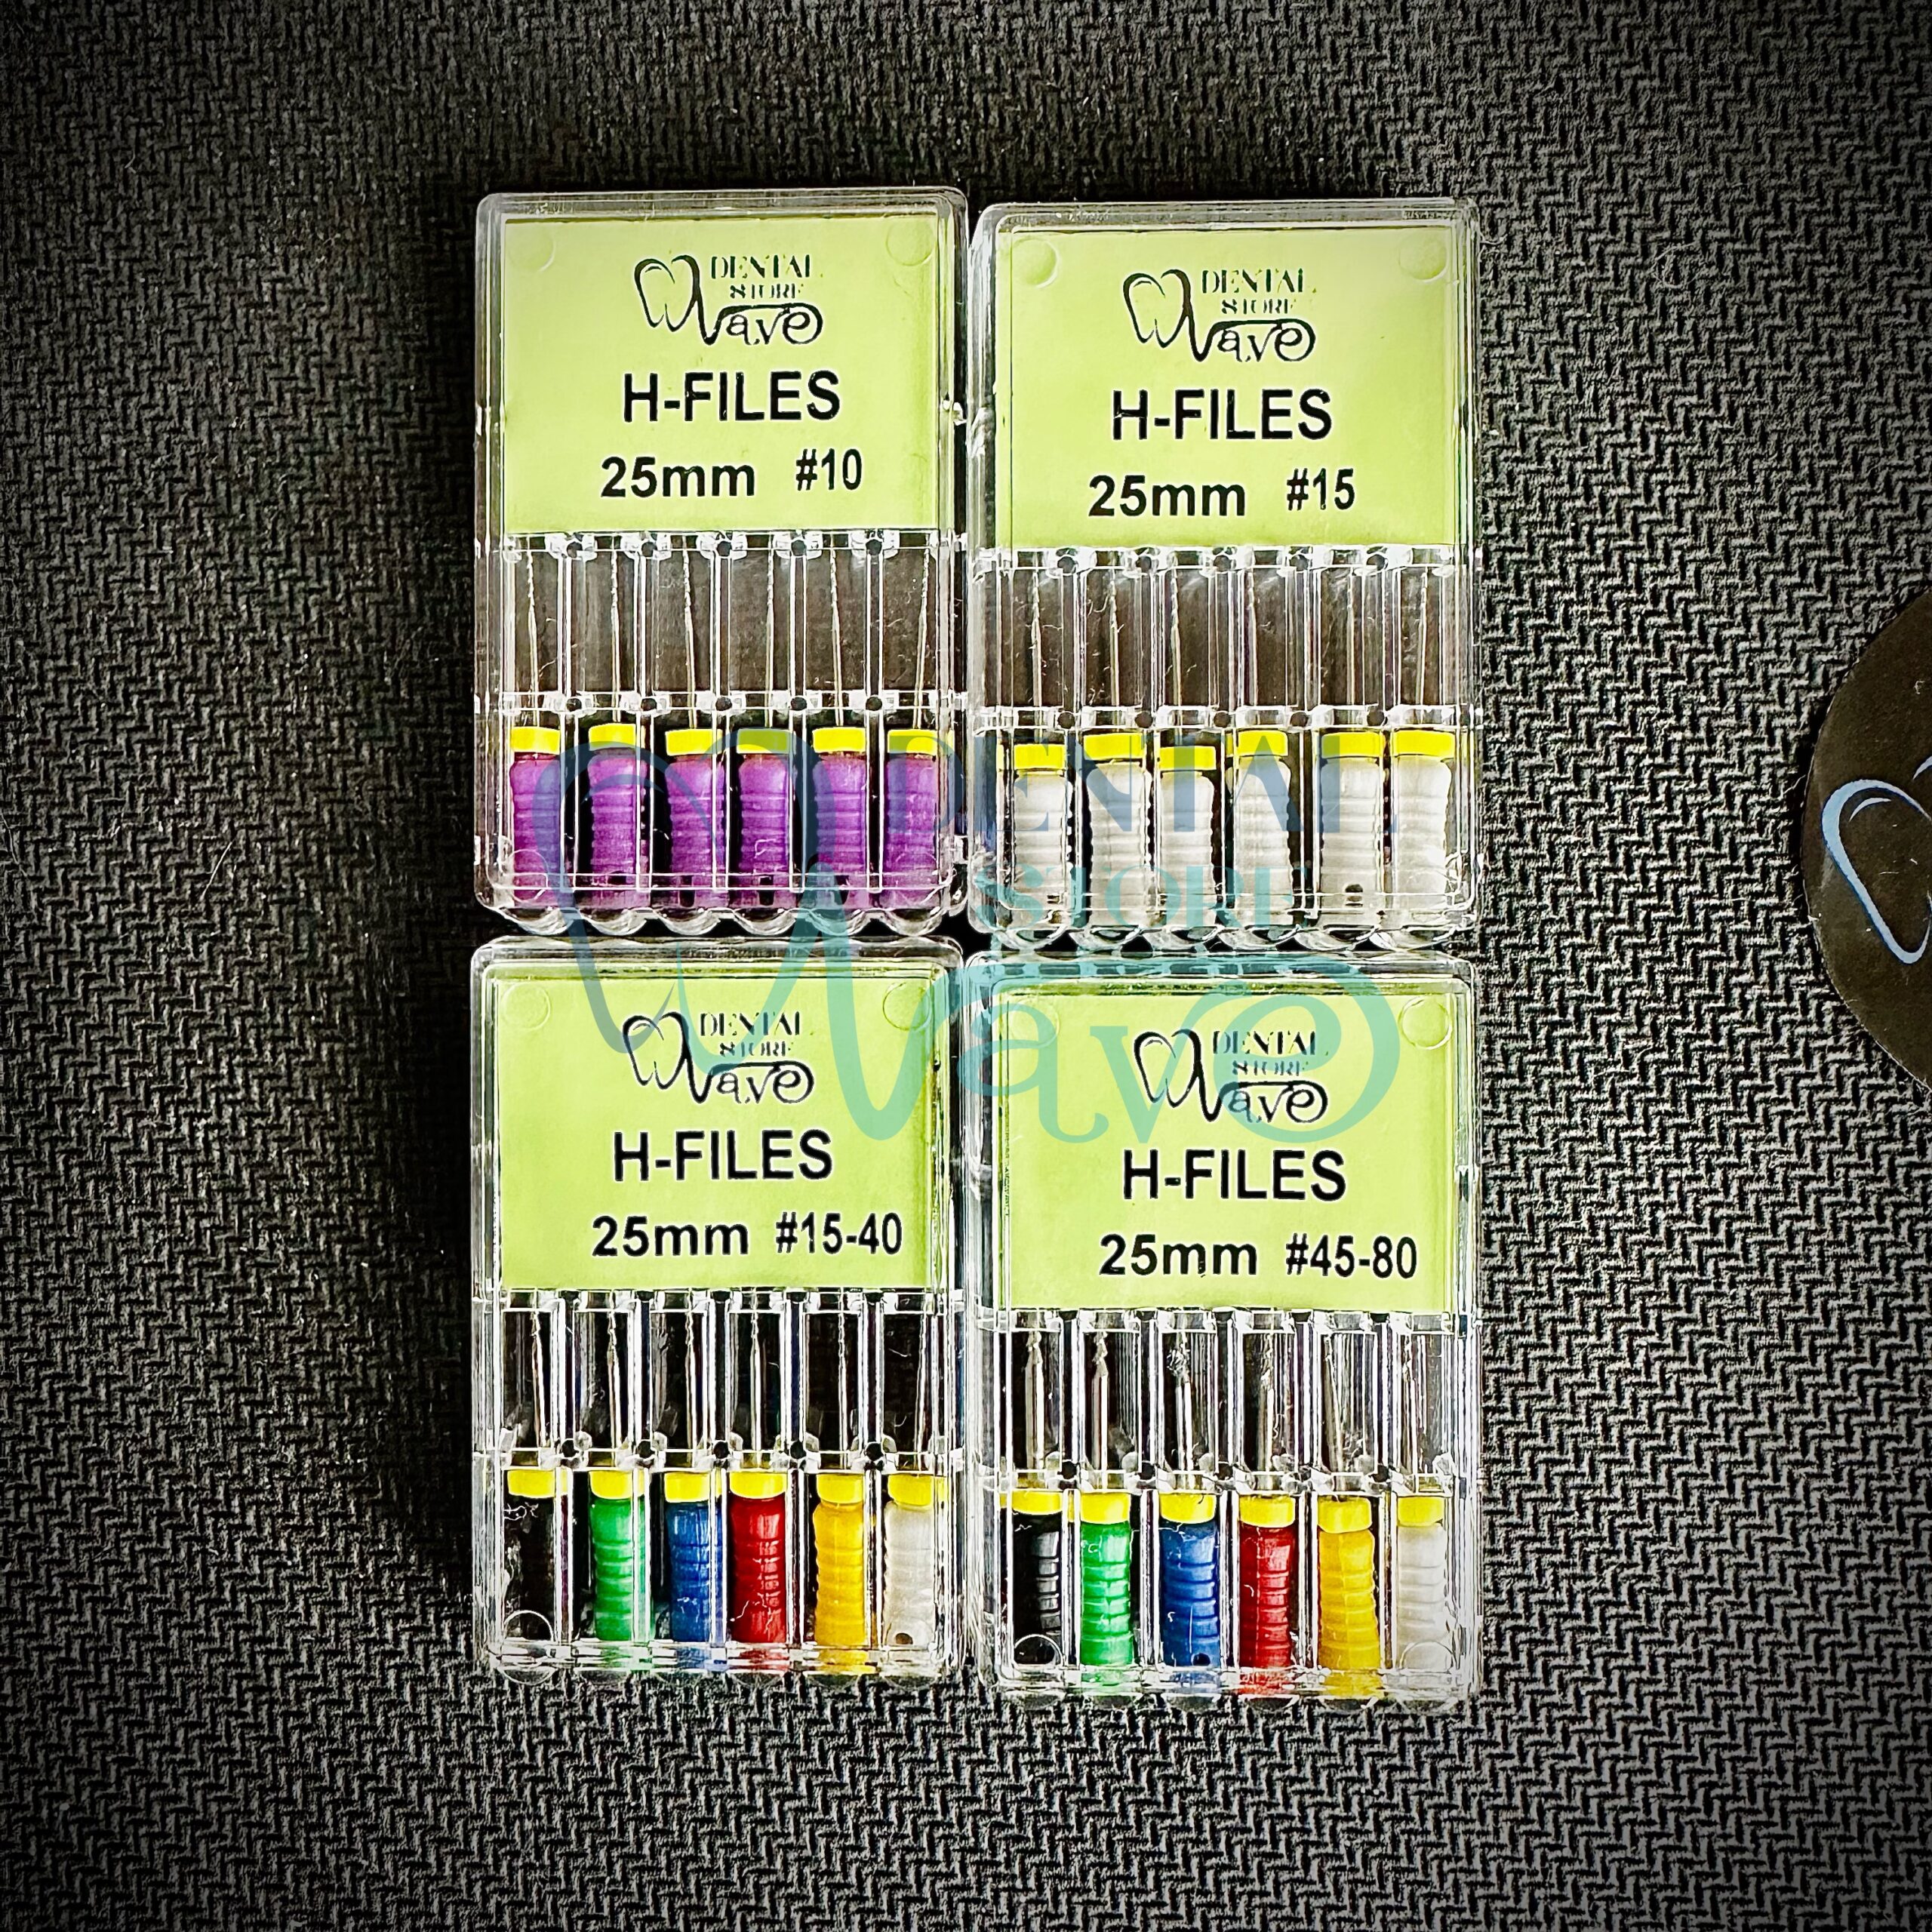 DENTAL
STORE
Wave
H-FILES
25mm #10
DENTAL
STORE
Wave
H-FILES
25mm #15
DENTAL
STORE
Wave
DENTAL
STORE
Wave
H-FILES
25mm #15-40
DENTAL
STORE
Wave
H-FILES
25mm #45-80